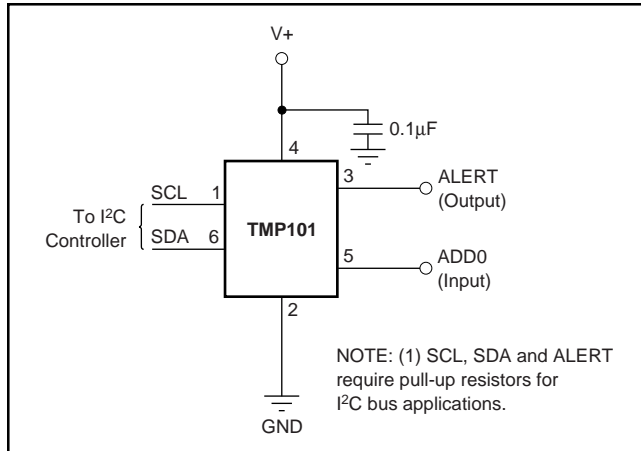 V+
0.1μF
4
SCL 1
3 ALERT
(Output)
To I²C
Controller
TMP101
SDA 6
5 ADD0
(Input)
2
NOTE: (1) SCL, SDA and ALERT
require pull-up resistors for
I²C bus applications.
GND